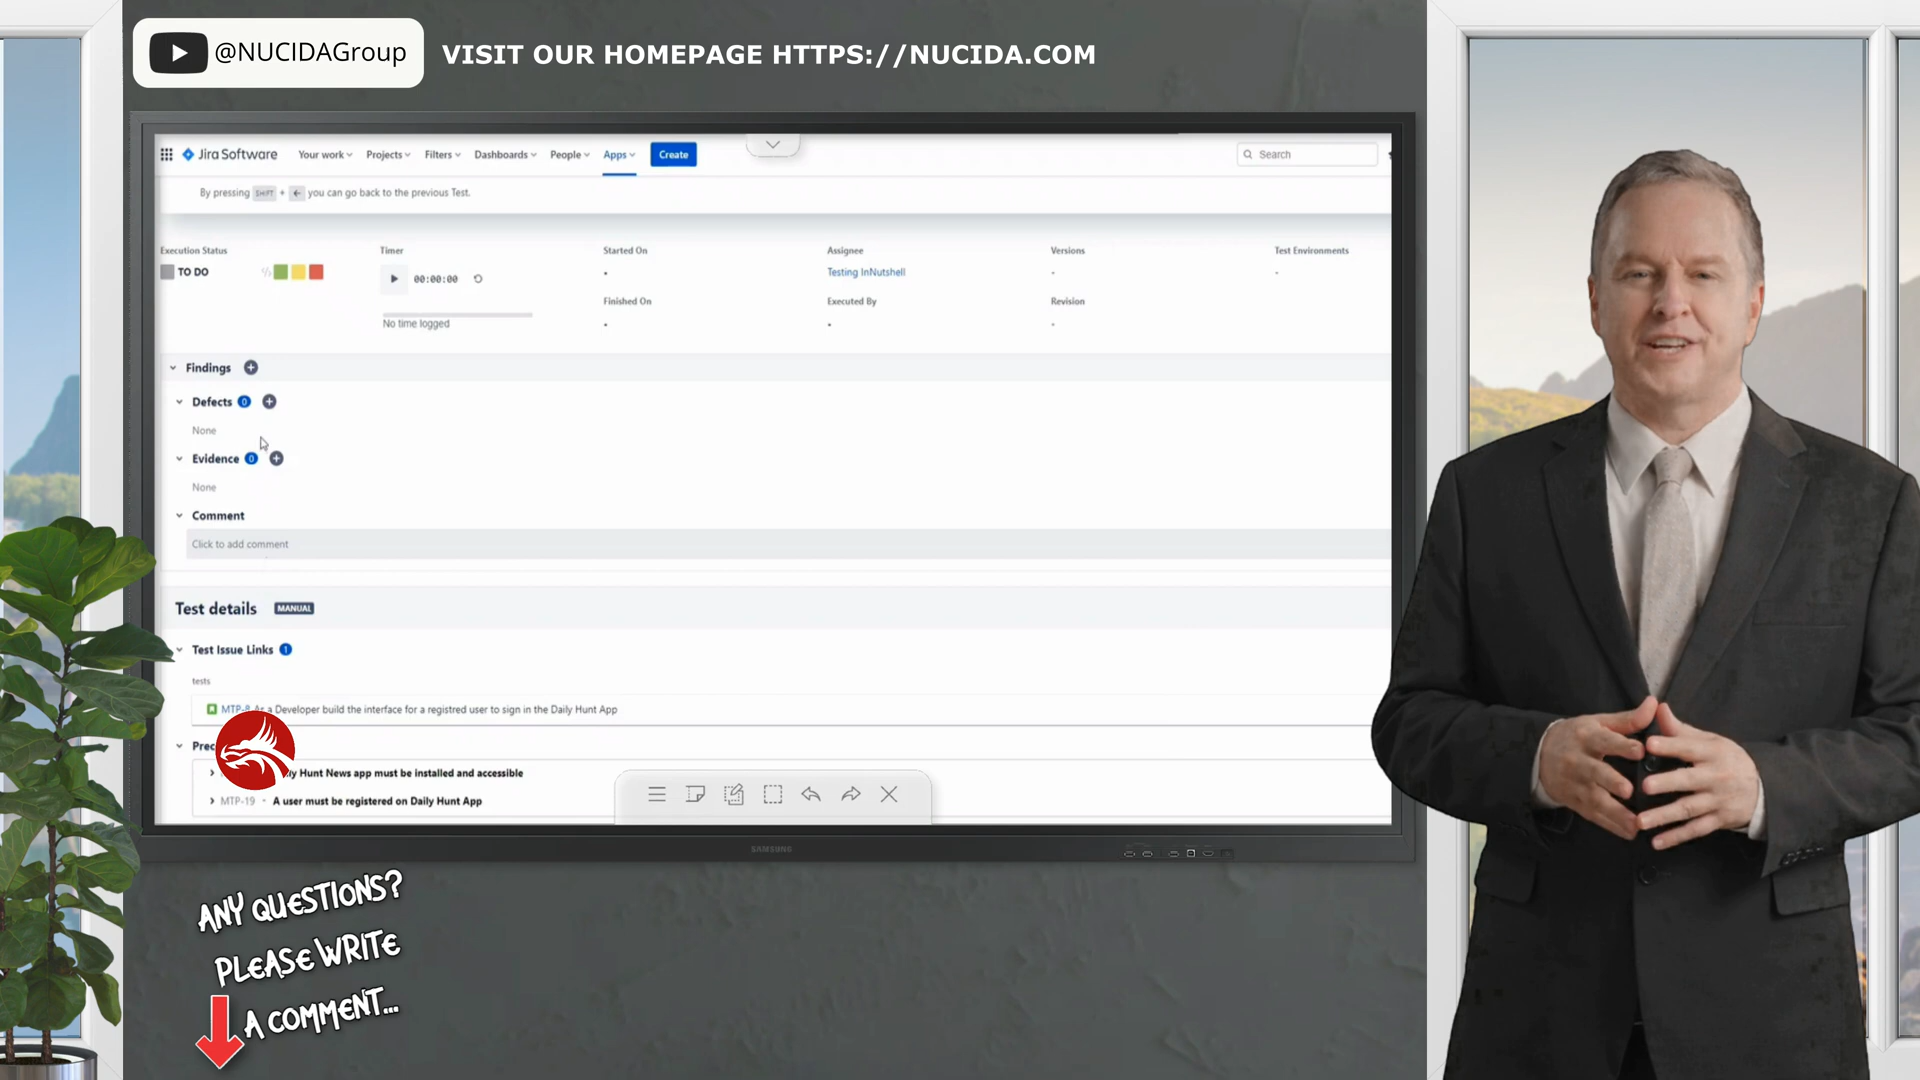 @NUCIDAGroup
VISIT OUR HOMEPAGE HTTPS://NUCIDA.COM
Jira Software Your work Projects Filters Dashboards People Apps Create Search
By pressing SHIFT + ← you can go back to the previous Test.
Execution Status Timer Started On Assignee Versions Test Environments
TO DO 00:00:00 - Testing InNutshell - -
Finished On Executed By Revision
No time logged - - -
Findings
Defects 0
None
Evidence 0
None
Comment
Click to add comment
Test details MANUAL
Test Issue Links 1
tests
MTP-8 As a Developer build the interface for a registred user to sign in the Daily Hunt App
Hunt News app must be installed and accessible
MTP-19 - A user must be registered on Daily Hunt App
SAMSUNG
ANY QUESTIONS?
PLEASE WRITE
A COMMENT...